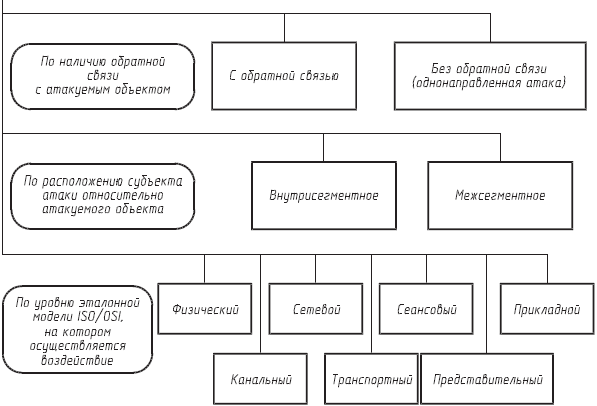 По наличию обратной
связи
с атакуемым объектом
С обратной связью
Без обратной связи
(однонаправленная атака)
По расположению субъекта
атаки относительно
атакуемого объекта
Внутрисегментное
Межсегментное
По уровню эталонной
модели ISO/OSI,
на котором
осуществляется
воздействие
Физический
Сетевой
Сеансовый
Прикладной
Канальный
Транспортный
Представительный